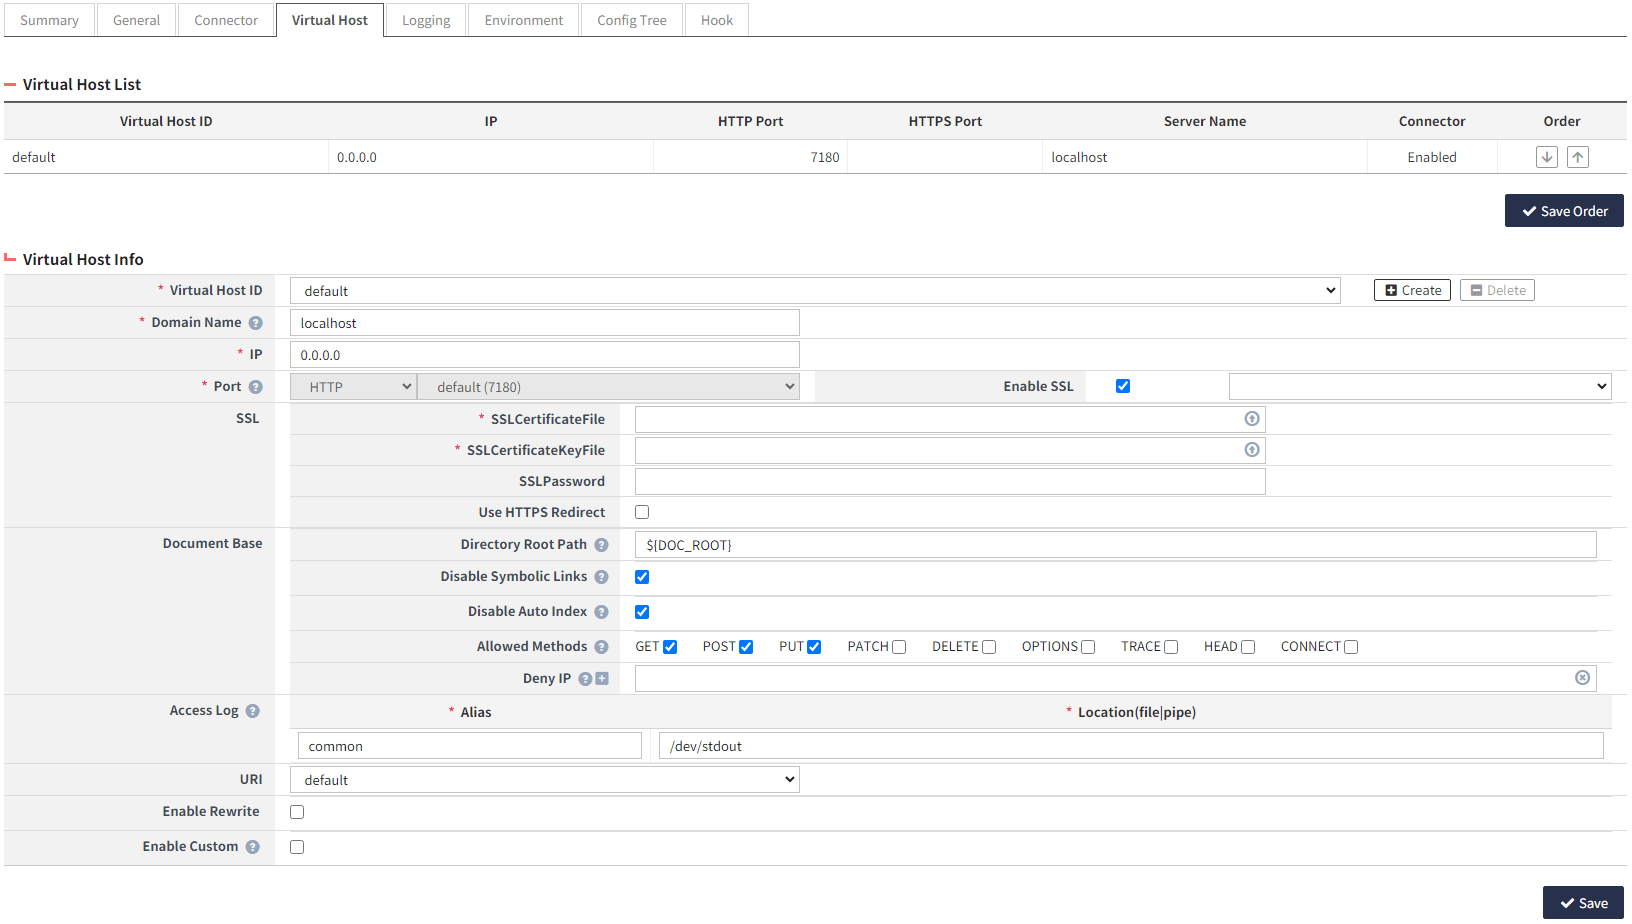 Summary General Connector Virtual Host Logging Environment Config Tree Hook
Virtual Host List
Virtual Host ID IP HTTP Port HTTPS Port Server Name Connector Order
default 0.0.0.0 7180 localhost Enabled
Save Order
Virtual Host Info
* Virtual Host ID default Create Delete
* Domain Name ? localhost
* IP 0.0.0.0
* Port ? HTTP default (7180) Enable SSL
SSL * SSLCertificateFile
* SSLCertificateKeyFile
SSLPassword
Use HTTPS Redirect
Document Base Directory Root Path ? ${DOC_ROOT}
Disable Symbolic Links ?
Disable Auto Index ?
Allowed Methods ? GET POST PUT PATCH DELETE OPTIONS TRACE HEAD CONNECT
Deny IP ?
Access Log ? * Alias * Location(file|pipe)
common /dev/stdout
URI default
Enable Rewrite
Enable Custom ?
Save